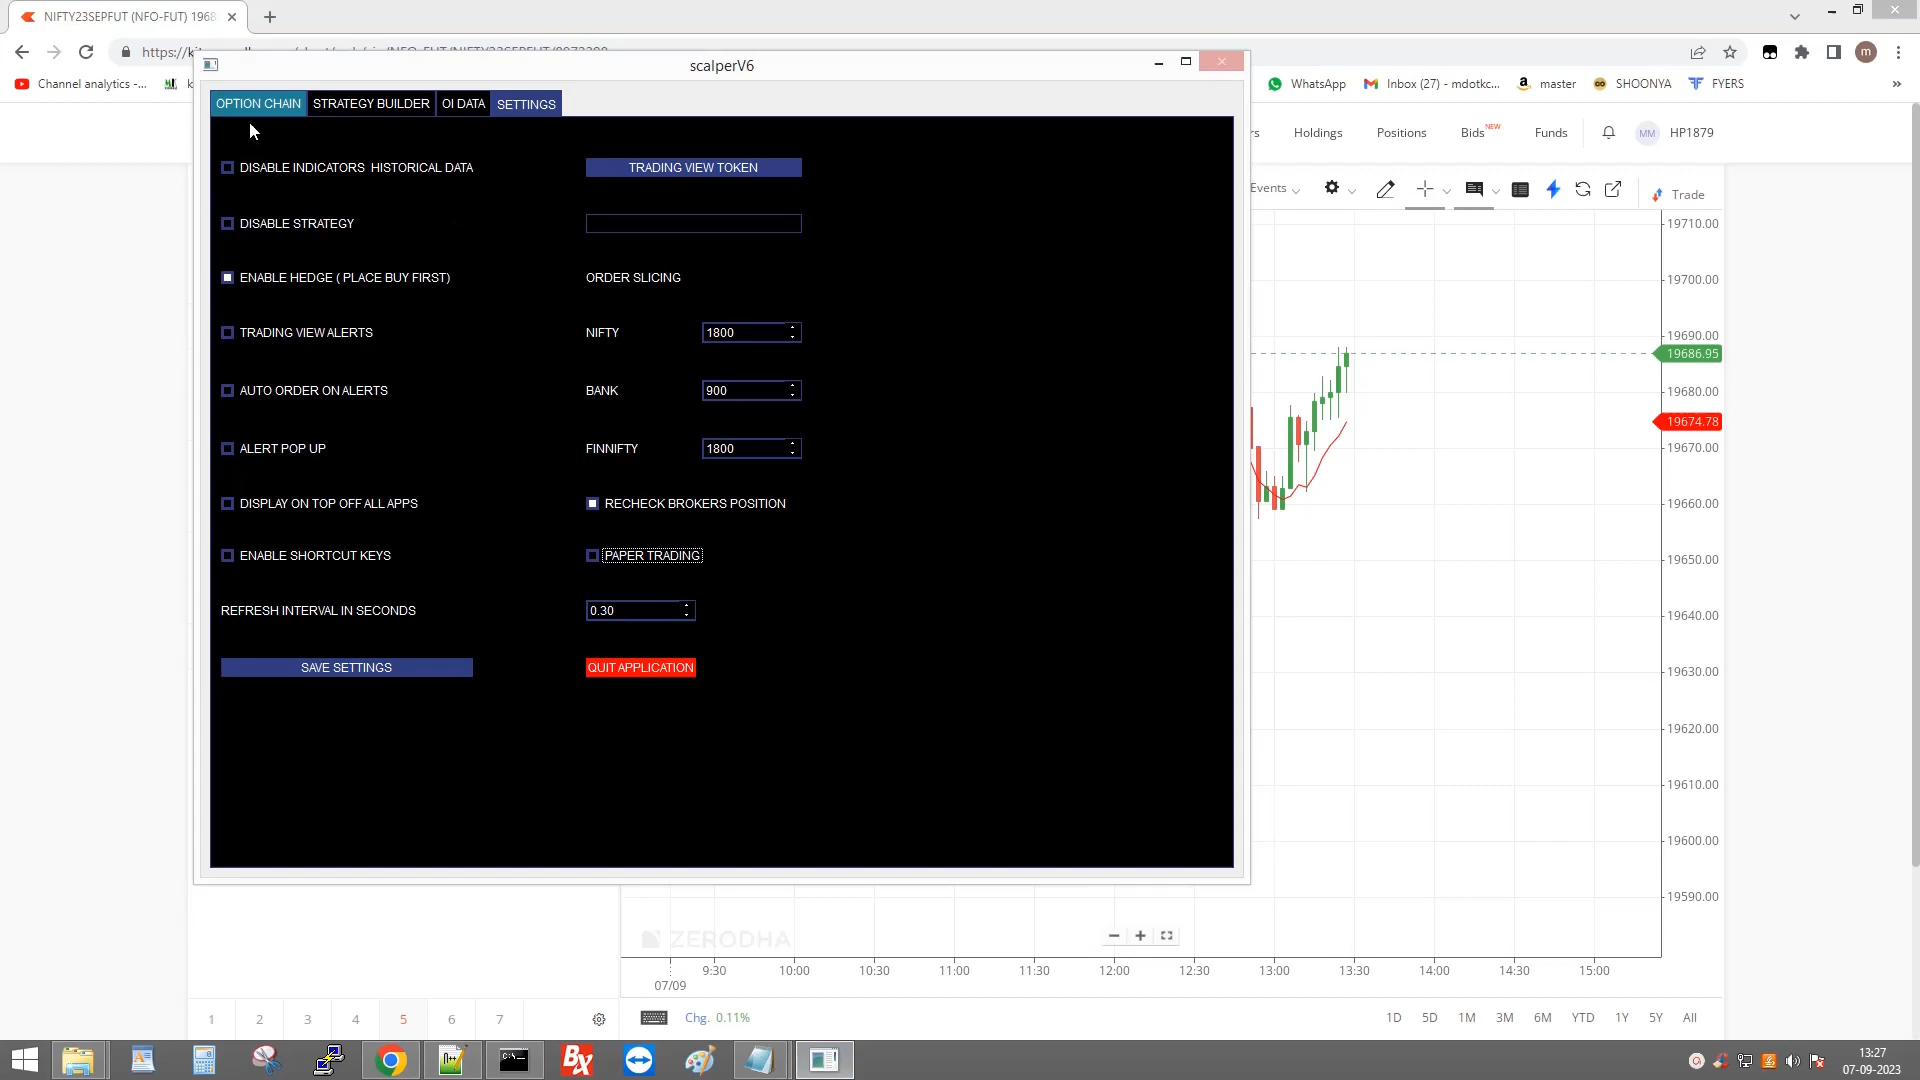 NIFTY23SEPFUT (NFO-FUT) 1968
https://ki
Channel analytics -...
WhatsApp
Inbox (27) - mdotkc...
master
SHOONYA
FYERS
»
m
scalperV6
OPTION CHAIN
STRATEGY BUILDER
OI DATA
SETTINGS
Holdings
Positions
Bids NEW
Funds
MM
HP1879
DISABLE INDICATORS HISTORICAL DATA
TRADING VIEW TOKEN
DISABLE STRATEGY
ENABLE HEDGE ( PLACE BUY FIRST)
ORDER SLICING
TRADING VIEW ALERTS
NIFTY
1800
AUTO ORDER ON ALERTS
BANK
900
ALERT POP UP
FINNIFTY
1800
DISPLAY ON TOP OFF ALL APPS
RECHECK BROKERS POSITION
ENABLE SHORTCUT KEYS
PAPER TRADING
REFRESH INTERVAL IN SECONDS
0.30
SAVE SETTINGS
QUIT APPLICATION
Events
Trade
19710.00
19700.00
19690.00
19686.95
19680.00
19674.78
19670.00
19660.00
19650.00
19640.00
19630.00
19620.00
19610.00
19600.00
19590.00
ZERODHA
9:30
10:00
10:30
11:00
11:30
12:00
12:30
13:00
13:30
14:00
14:30
15:00
07/09
1
2
3
4
5
6
7
Chg. 0.11%
1D
5D
1M
3M
6M
YTD
1Y
5Y
All
13:27
07-09-2023